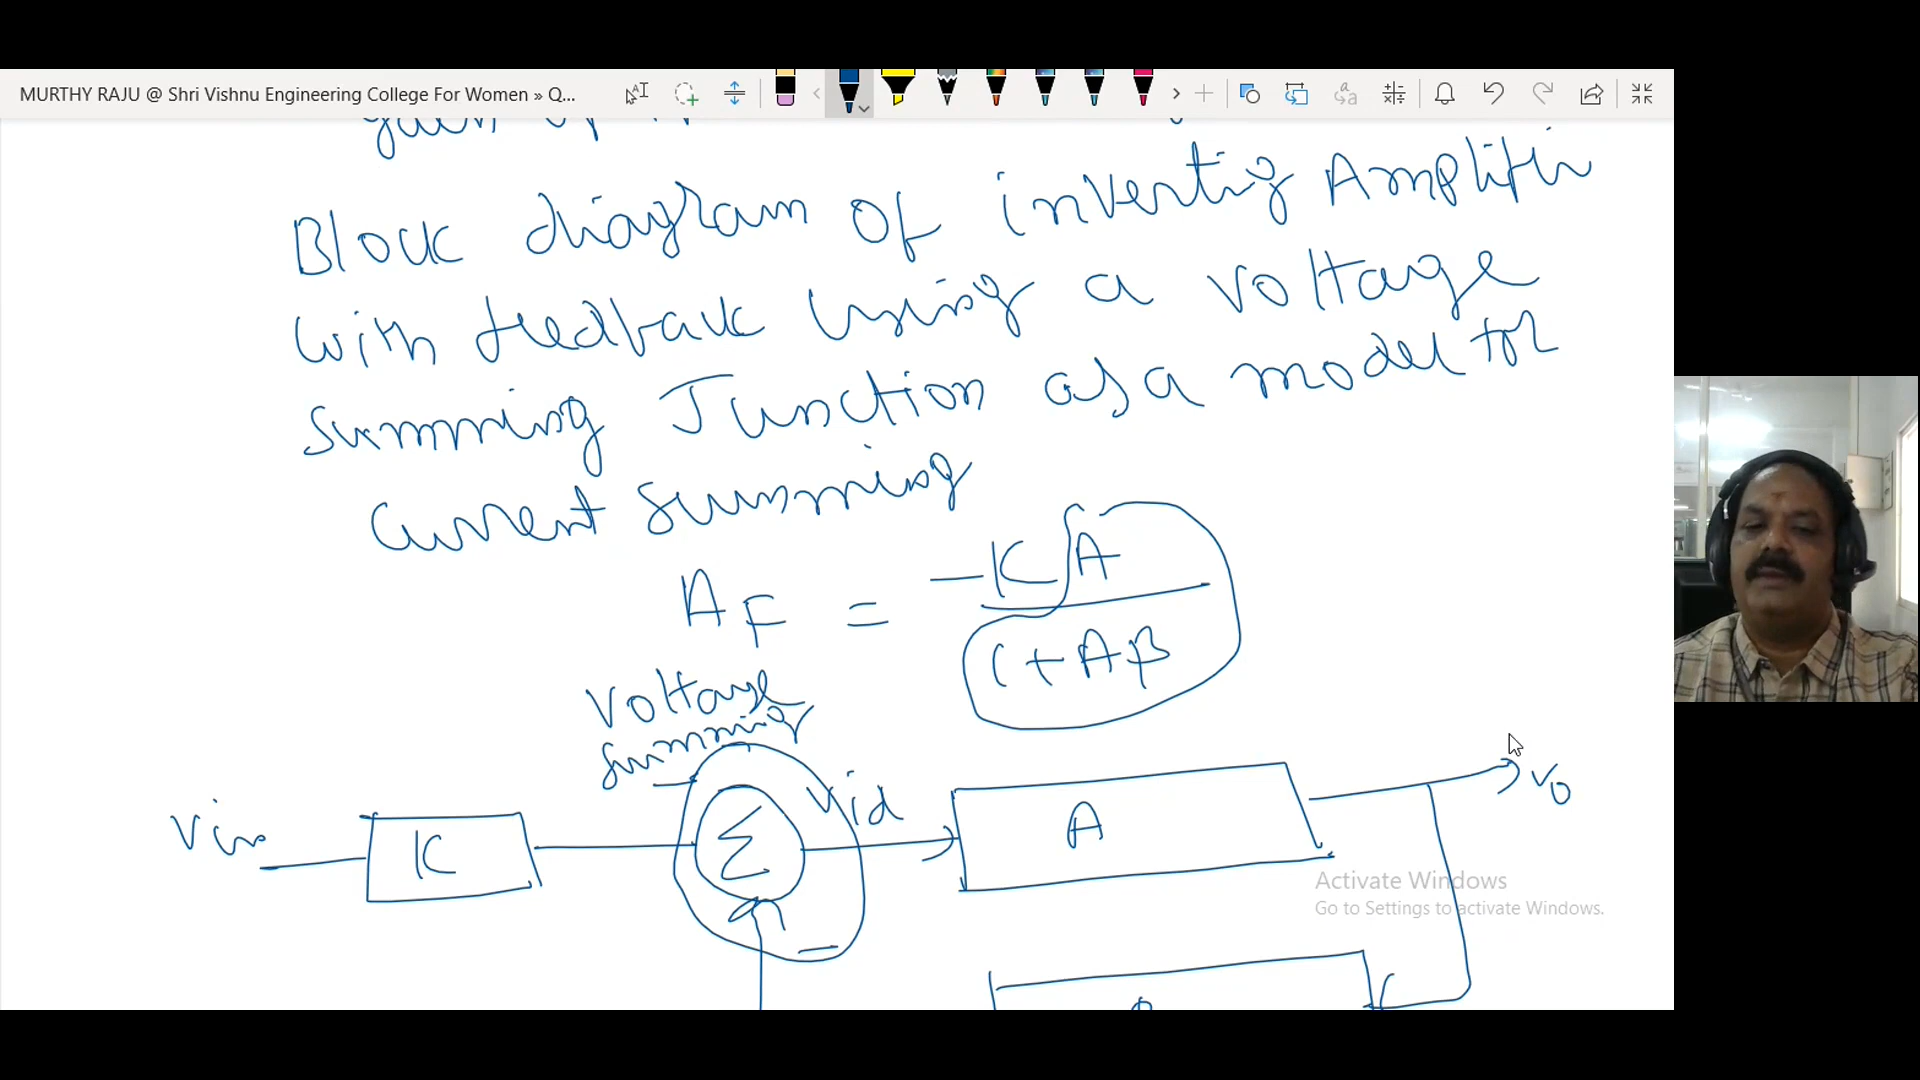 MURTHY RAJU @ Shri Vishnu Engineering College For Women » Q...
Block diagram of inverting Amplifier
with feedback using a voltage
summing Junction as a model for
Current summing
A_F = -KA / (1+Aβ)
Voltage
summing
Vin
K
Σ
Vid
A
Vo
-
Activate Windows
Go to Settings to activate Windows.